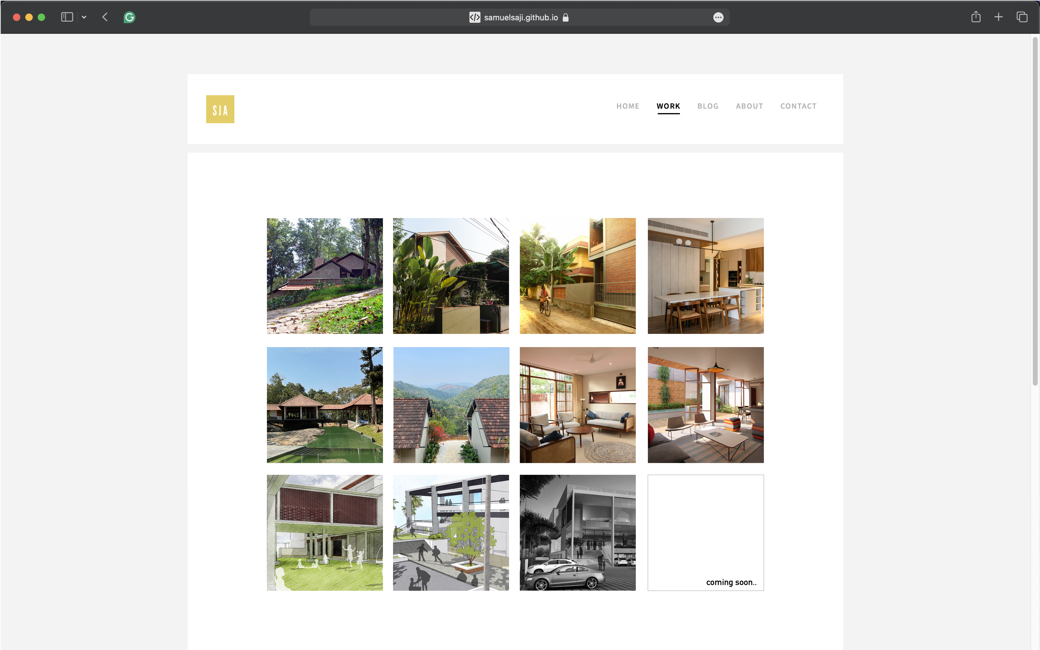 samuelsaji.github.io
SJA
HOME WORK BLOG ABOUT CONTACT
coming soon..